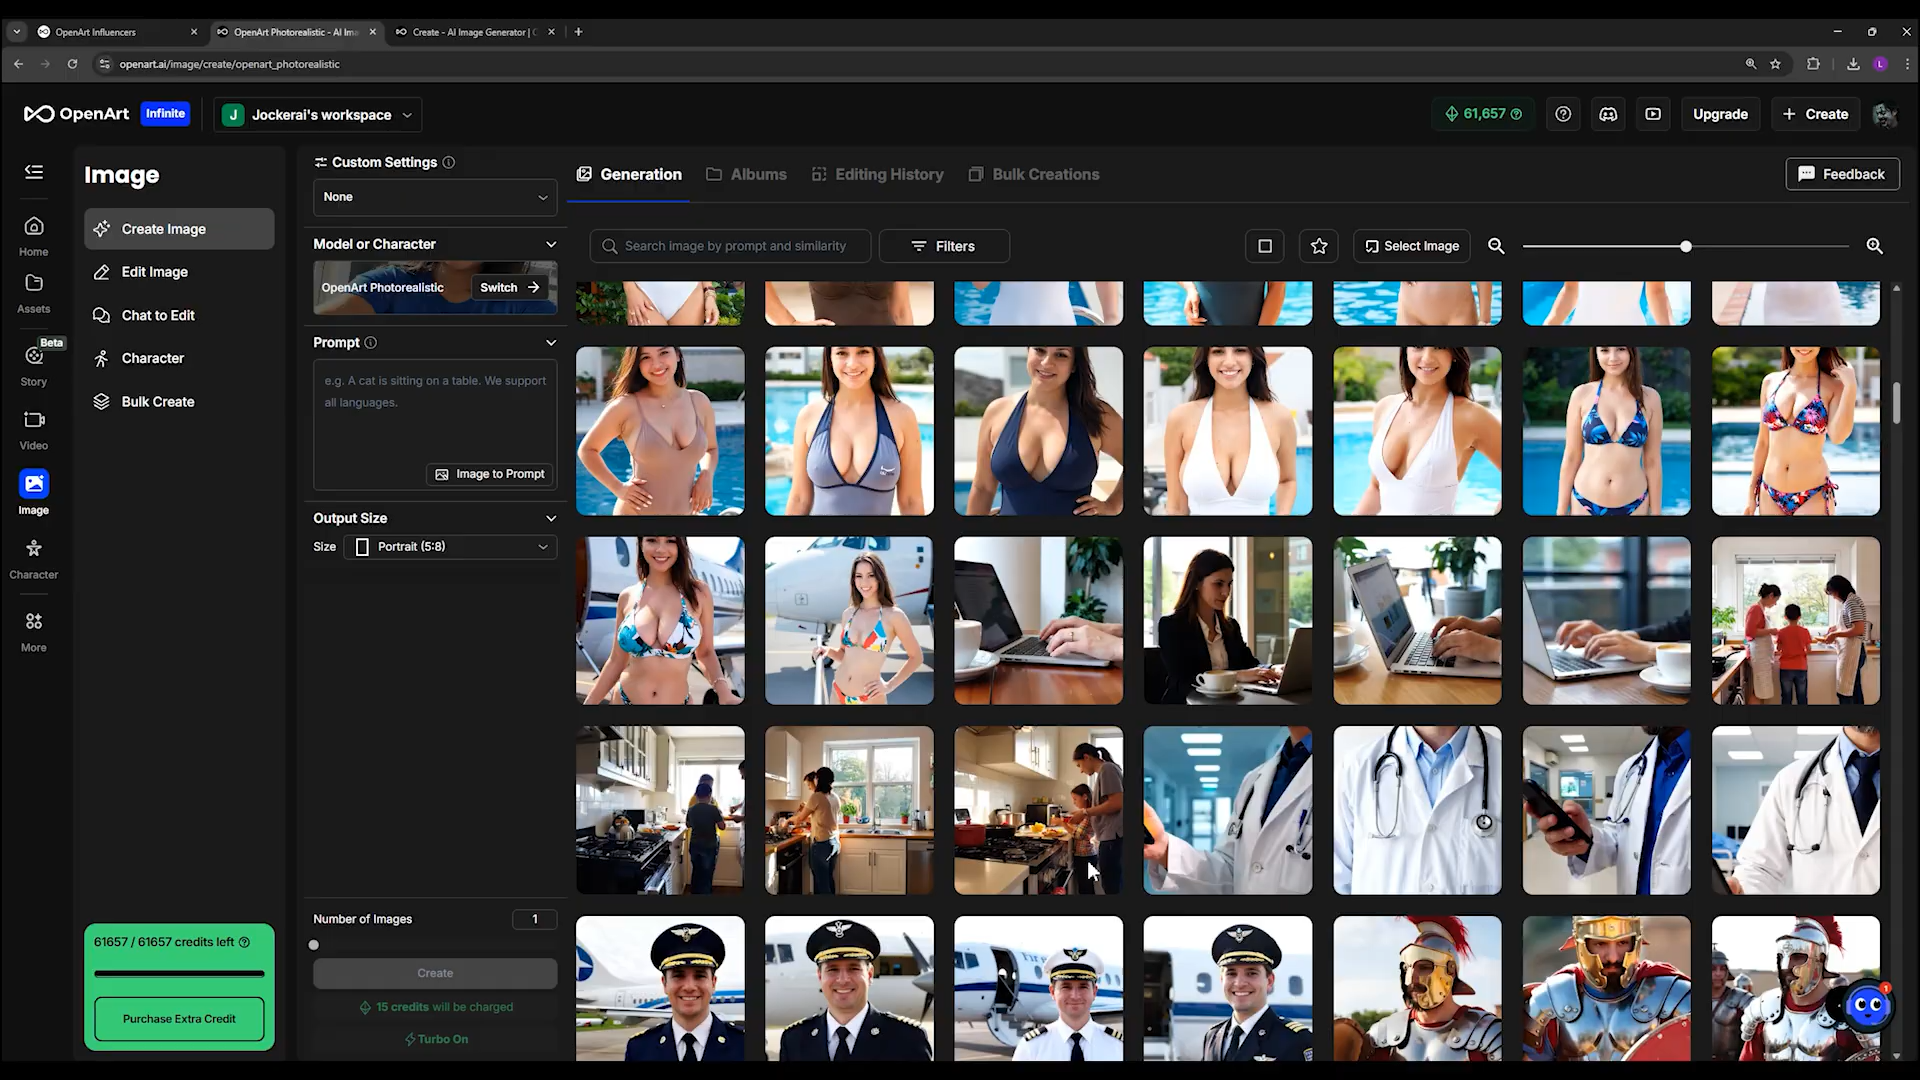 OpenArt Influencers
OpenArt Photorealistic - AI Ima
Create - AI Image Generator |
openart.ai/image/create/openart_photorealistic
L
OpenArt
Infinite
J
Jockerai's workspace
61,657
Upgrade
+ Create
Image
Create Image
Edit Image
Chat to Edit
Character
Bulk Create
Home
Assets
Beta
Story
Video
Image
Character
More
61657 / 61657 credits left
Purchase Extra Credit
Custom Settings
None
Model or Character
OpenArt Photorealistic
Switch
Prompt
e.g. A cat is sitting on a table. We support
all languages.
Image to Prompt
Output Size
Size
Portrait (5:8)
Number of Images
1
Create
15 credits will be charged
Turbo On
Generation
Albums
Editing History
Bulk Creations
Feedback
Search image by prompt and similarity
Filters
Select Image
1